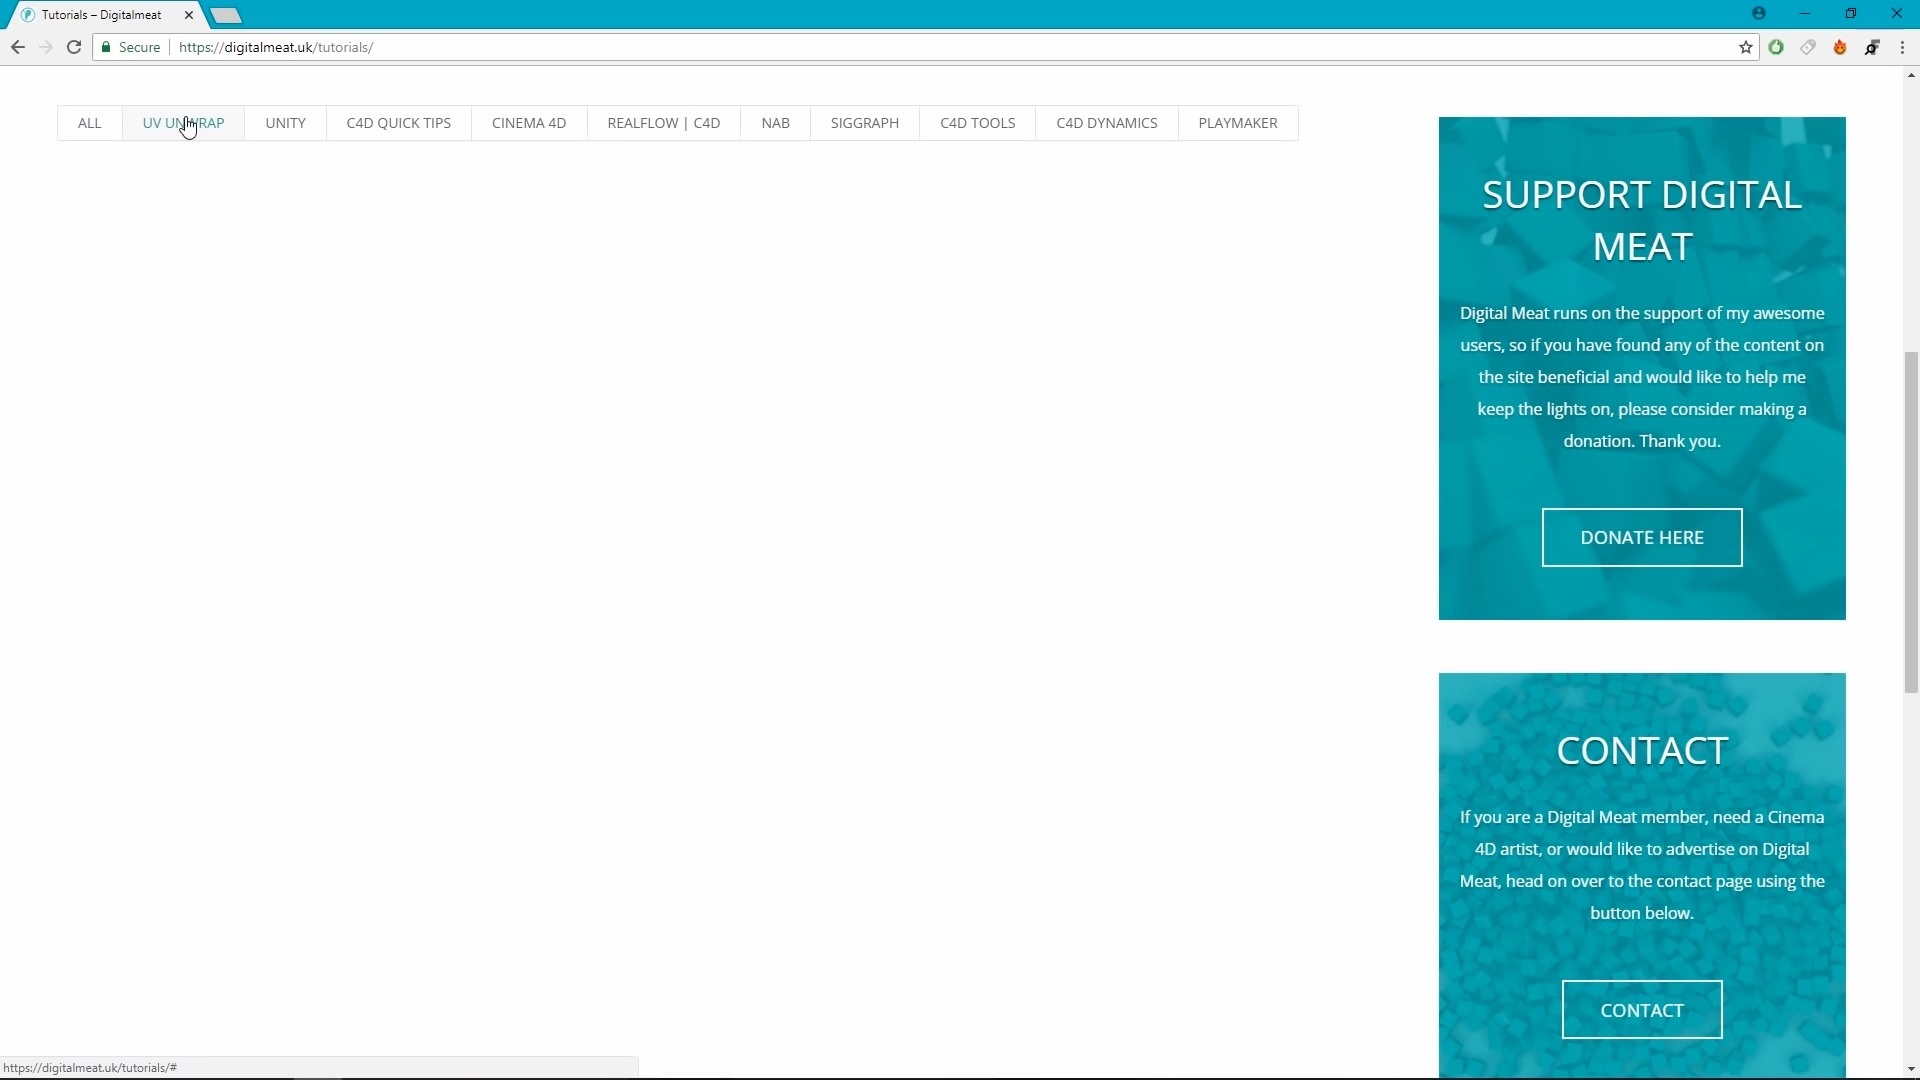 Tutorials – Digitalmeat
Secure
https://digitalmeat.uk/tutorials/
ALL
UV UNWRAP
UNITY
C4D QUICK TIPS
CINEMA 4D
REALFLOW | C4D
NAB
SIGGRAPH
C4D TOOLS
C4D DYNAMICS
PLAYMAKER
SUPPORT DIGITAL
MEAT
Digital Meat runs on the support of my awesome
users, so if you have found any of the content on
the site beneficial and would like to help me
keep the lights on, please consider making a
donation. Thank you.
DONATE HERE
CONTACT
If you are a Digital Meat member, need a Cinema
4D artist, or would like to advertise on Digital
Meat, head on over to the contact page using the
button below.
CONTACT
https://digitalmeat.uk/tutorials/#